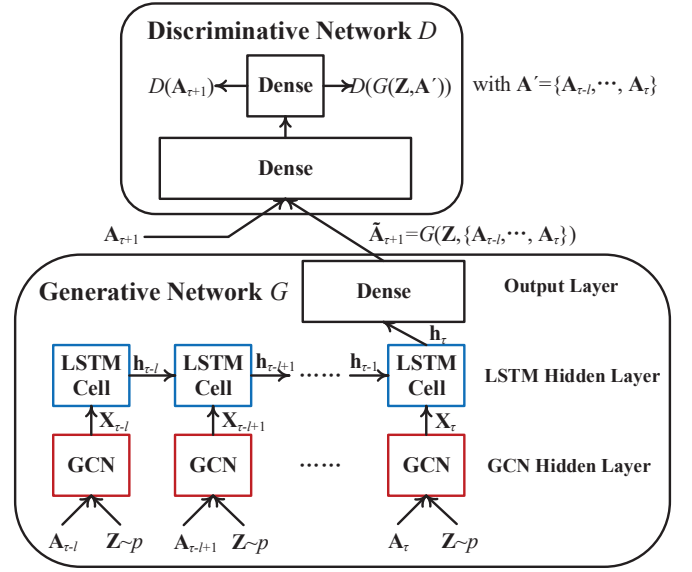 Discriminative Network D
D(A_{τ+1}) Dense D(G(Z,A´)) with A´={A_{τ-l},⋯, A_τ}
Dense
A_{τ+1} Ã_{τ+1}=G(Z,{A_{τ-l},⋯, A_τ})
Generative Network G Dense Output Layer
h_τ
LSTM Cell h_{τ-l} LSTM Cell h_{τ-l+1} ⋯⋯ h_{τ-1} LSTM Cell LSTM Hidden Layer
X_{τ-l} X_{τ-l+1} X_τ
GCN GCN ⋯⋯ GCN GCN Hidden Layer
A_{τ-l} Z~p A_{τ-l+1} Z~p A_τ Z~p